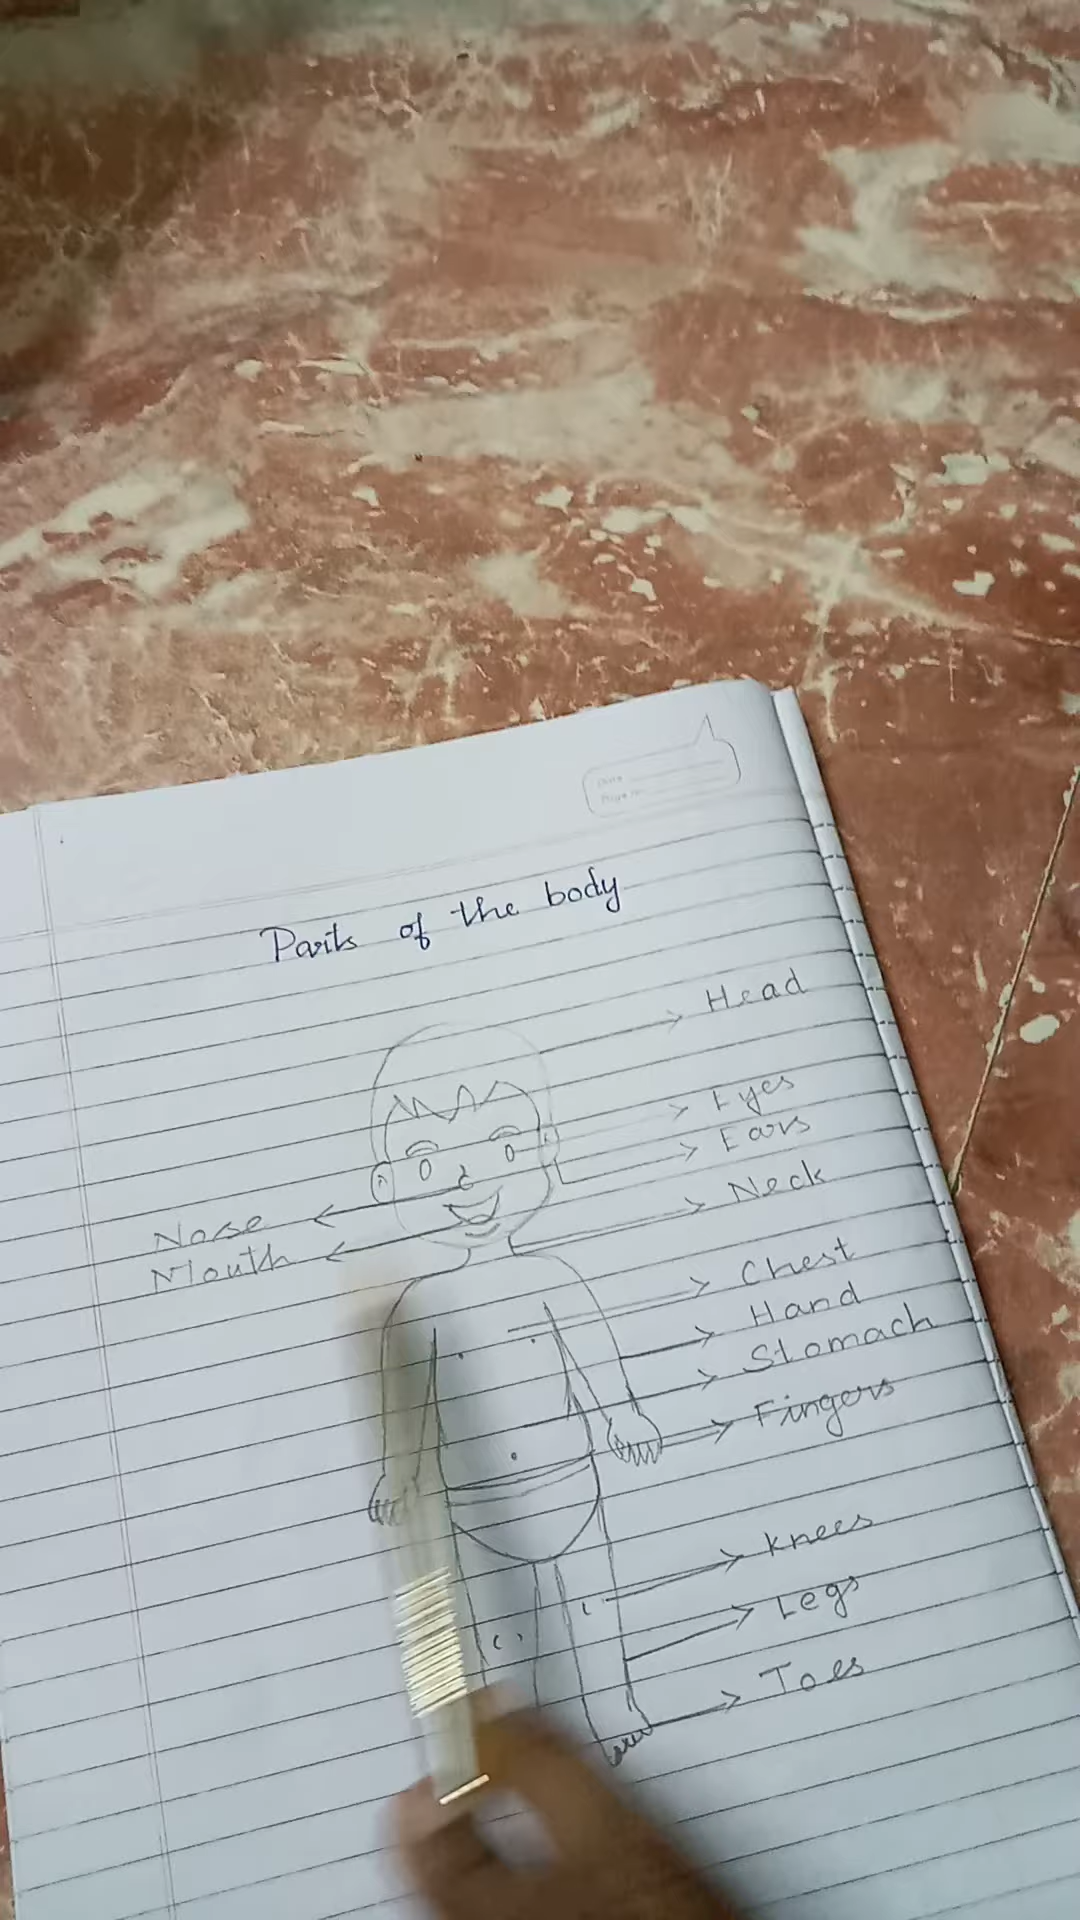 Parts of the body
Head
Eyes
Ears
Neck
Nose
Mouth
Chest
Hand
Stomach
Fingers
Knees
Legs
Toes